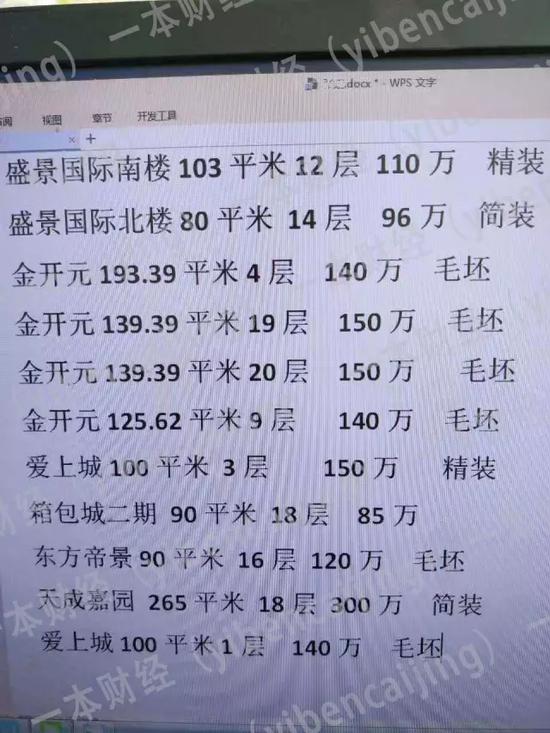 一本财经 (yibencaijing)
.docx * - WPS 文字
视图 章节 开发工具
× +
盛景国际南楼 103 平米 12 层 110 万 精装
盛景国际北楼 80 平米 14 层 96 万 简装
金开元 193.39 平米 4 层 140 万 毛坯
金开元 139.39 平米 19 层 150 万 毛坯
金开元 139.39 平米 20 层 150 万 毛坯
金开元 125.62 平米 9 层 140 万 毛坯
爱上城 100 平米 3 层 150 万 精装
箱包城二期 90 平米 18 层 85 万
东方帝景 90 平米 16 层 120 万 毛坯
天成嘉园 265 平米 18 层 300 万 简装
爱上城 100 平米 1 层 140 万 毛坯
一本财经 (yibencaijing)